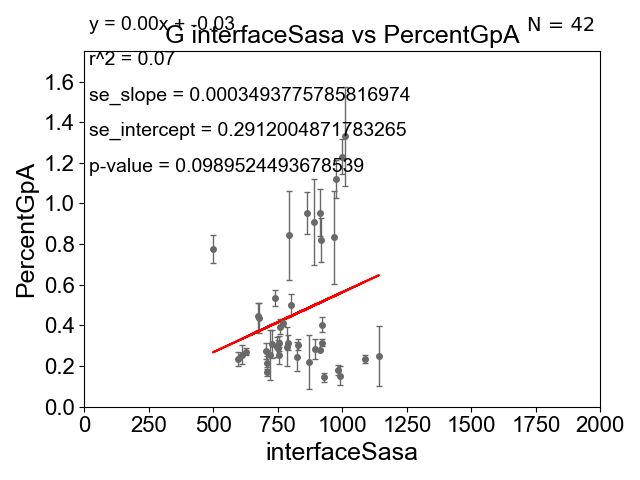 y = 0.00x + -0.03
N = 42
G interfaceSasa vs PercentGpA
r^2 = 0.07
se_slope = 0.0003493775785816974
se_intercept = 0.2912004871783265
p-value = 0.0989524493678539
PercentGpA
1.6
1.4
1.2
1.0
0.8
0.6
0.4
0.2
0.0
0 250 500 750 1000 1250 1500 1750 2000
interfaceSasa